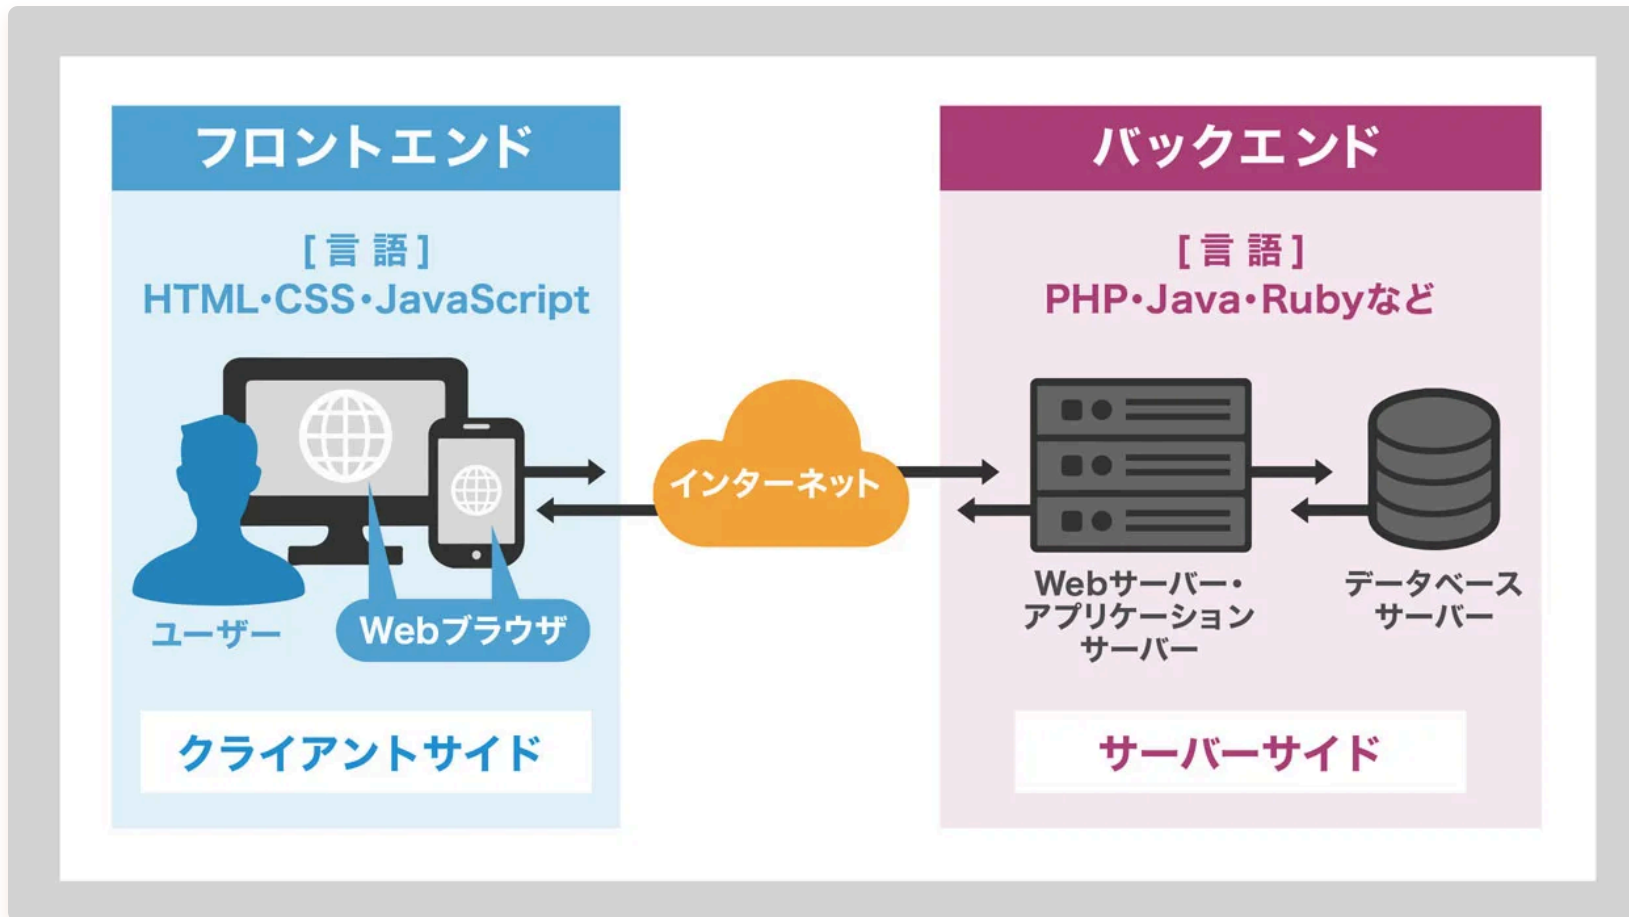 フロントエンド
[言語]
HTML・CSS・JavaScript
ユーザー
Webブラウザ
クライアントサイド
インターネット
バックエンド
[言語]
PHP・Java・Rubyなど
Webサーバー・
アプリケーション
サーバー
データベース
サーバー
サーバーサイド